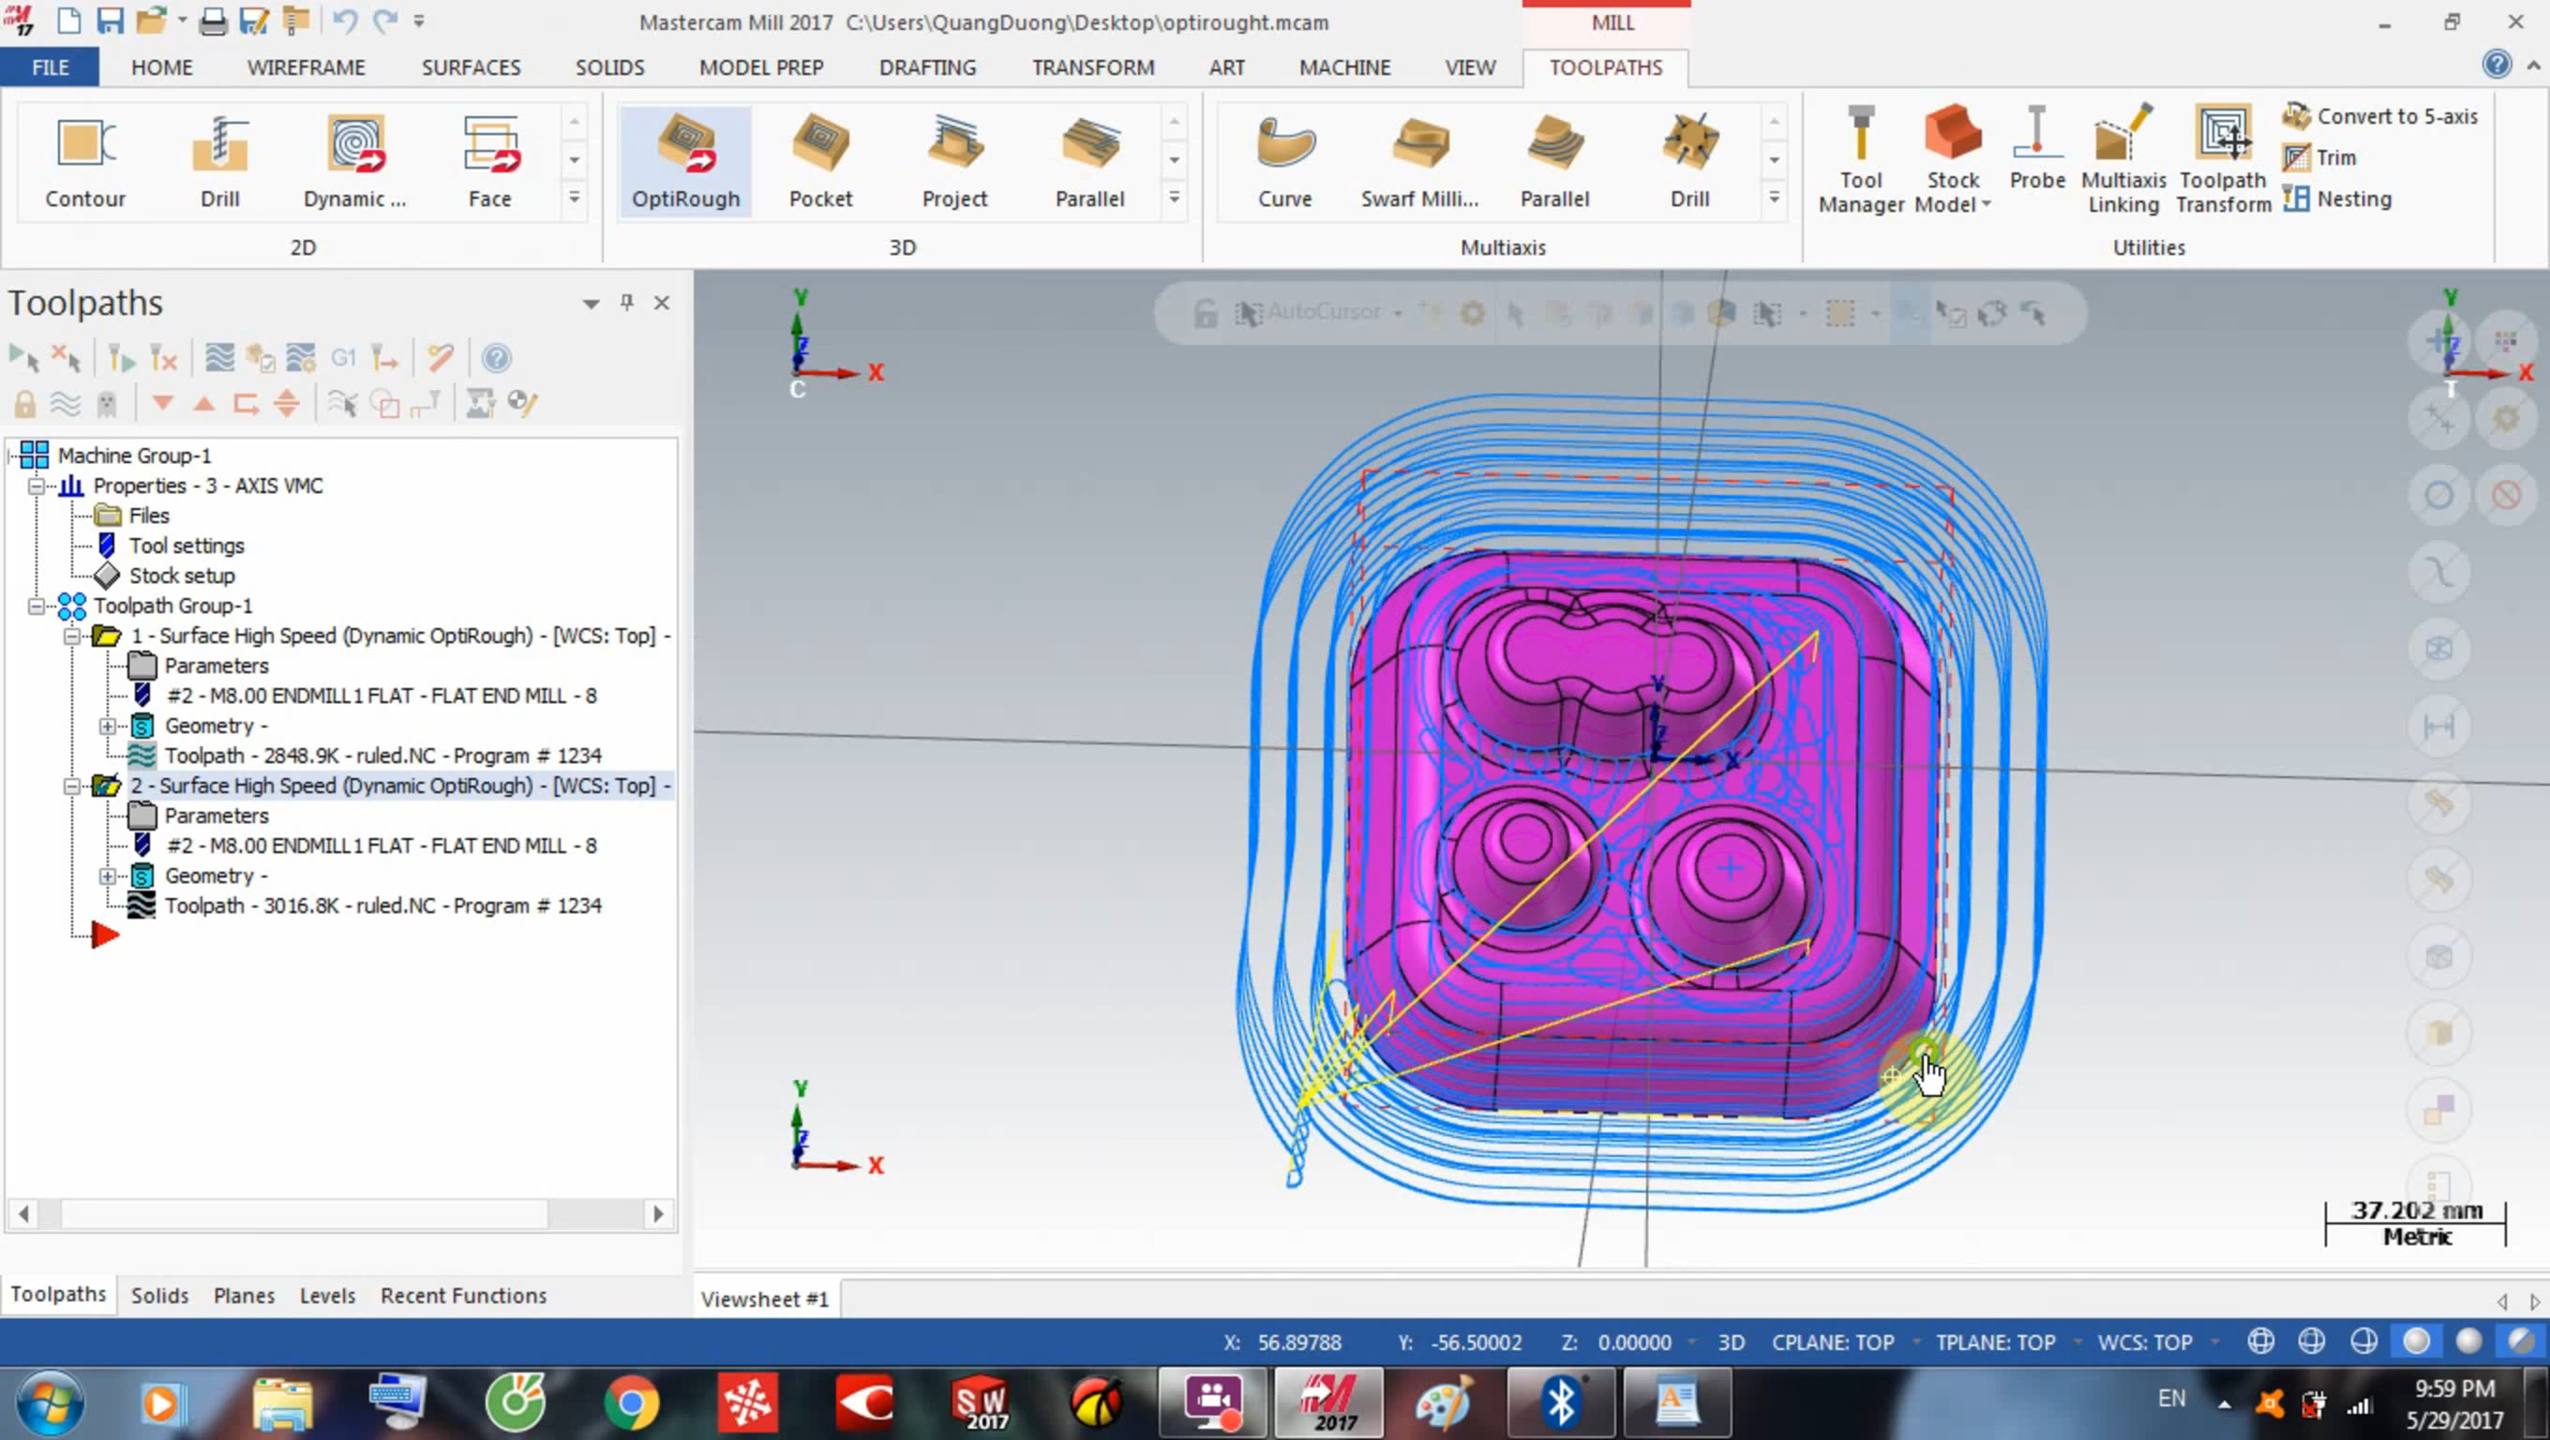 17
Mastercam Mill 2017 C:\Users\QuangDuong\Desktop\optirought.mcam
MILL
FILE HOME WIREFRAME SURFACES SOLIDS MODEL PREP DRAFTING TRANSFORM ART MACHINE VIEW TOOLPATHS
Contour Drill Dynamic ... Face
2D
OptiRough Pocket Project Parallel
3D
Curve Swarf Milli... Parallel Drill
Multiaxis
Tool Manager
Stock Model
Probe
Multiaxis Linking
Toolpath Transform
Convert to 5-axis
Trim
Nesting
Utilities
Toolpaths
G1
Machine Group-1
Properties - 3 - AXIS VMC
Files
Tool settings
Stock setup
Toolpath Group-1
1 - Surface High Speed (Dynamic OptiRough) - [WCS: Top] -
Parameters
#2 - M8.00 ENDMILL1 FLAT - FLAT END MILL - 8
Geometry -
Toolpath - 2848.9K - ruled.NC - Program # 1234
2 - Surface High Speed (Dynamic OptiRough) - [WCS: Top] -
Parameters
#2 - M8.00 ENDMILL1 FLAT - FLAT END MILL - 8
Geometry -
Toolpath - 3016.8K - ruled.NC - Program # 1234
Toolpaths Solids Planes Levels Recent Functions
AutoCursor
Y
Z
X
C
Y
Z
X
T
Y
Z
X
Y
Z
X
37.202 mm
Metric
Viewsheet #1
X: 56.89788 Y: -56.50002 Z: 0.00000 3D CPLANE: TOP TPLANE: TOP WCS: TOP
SW
2017
2017
EN
9:59 PM
5/29/2017